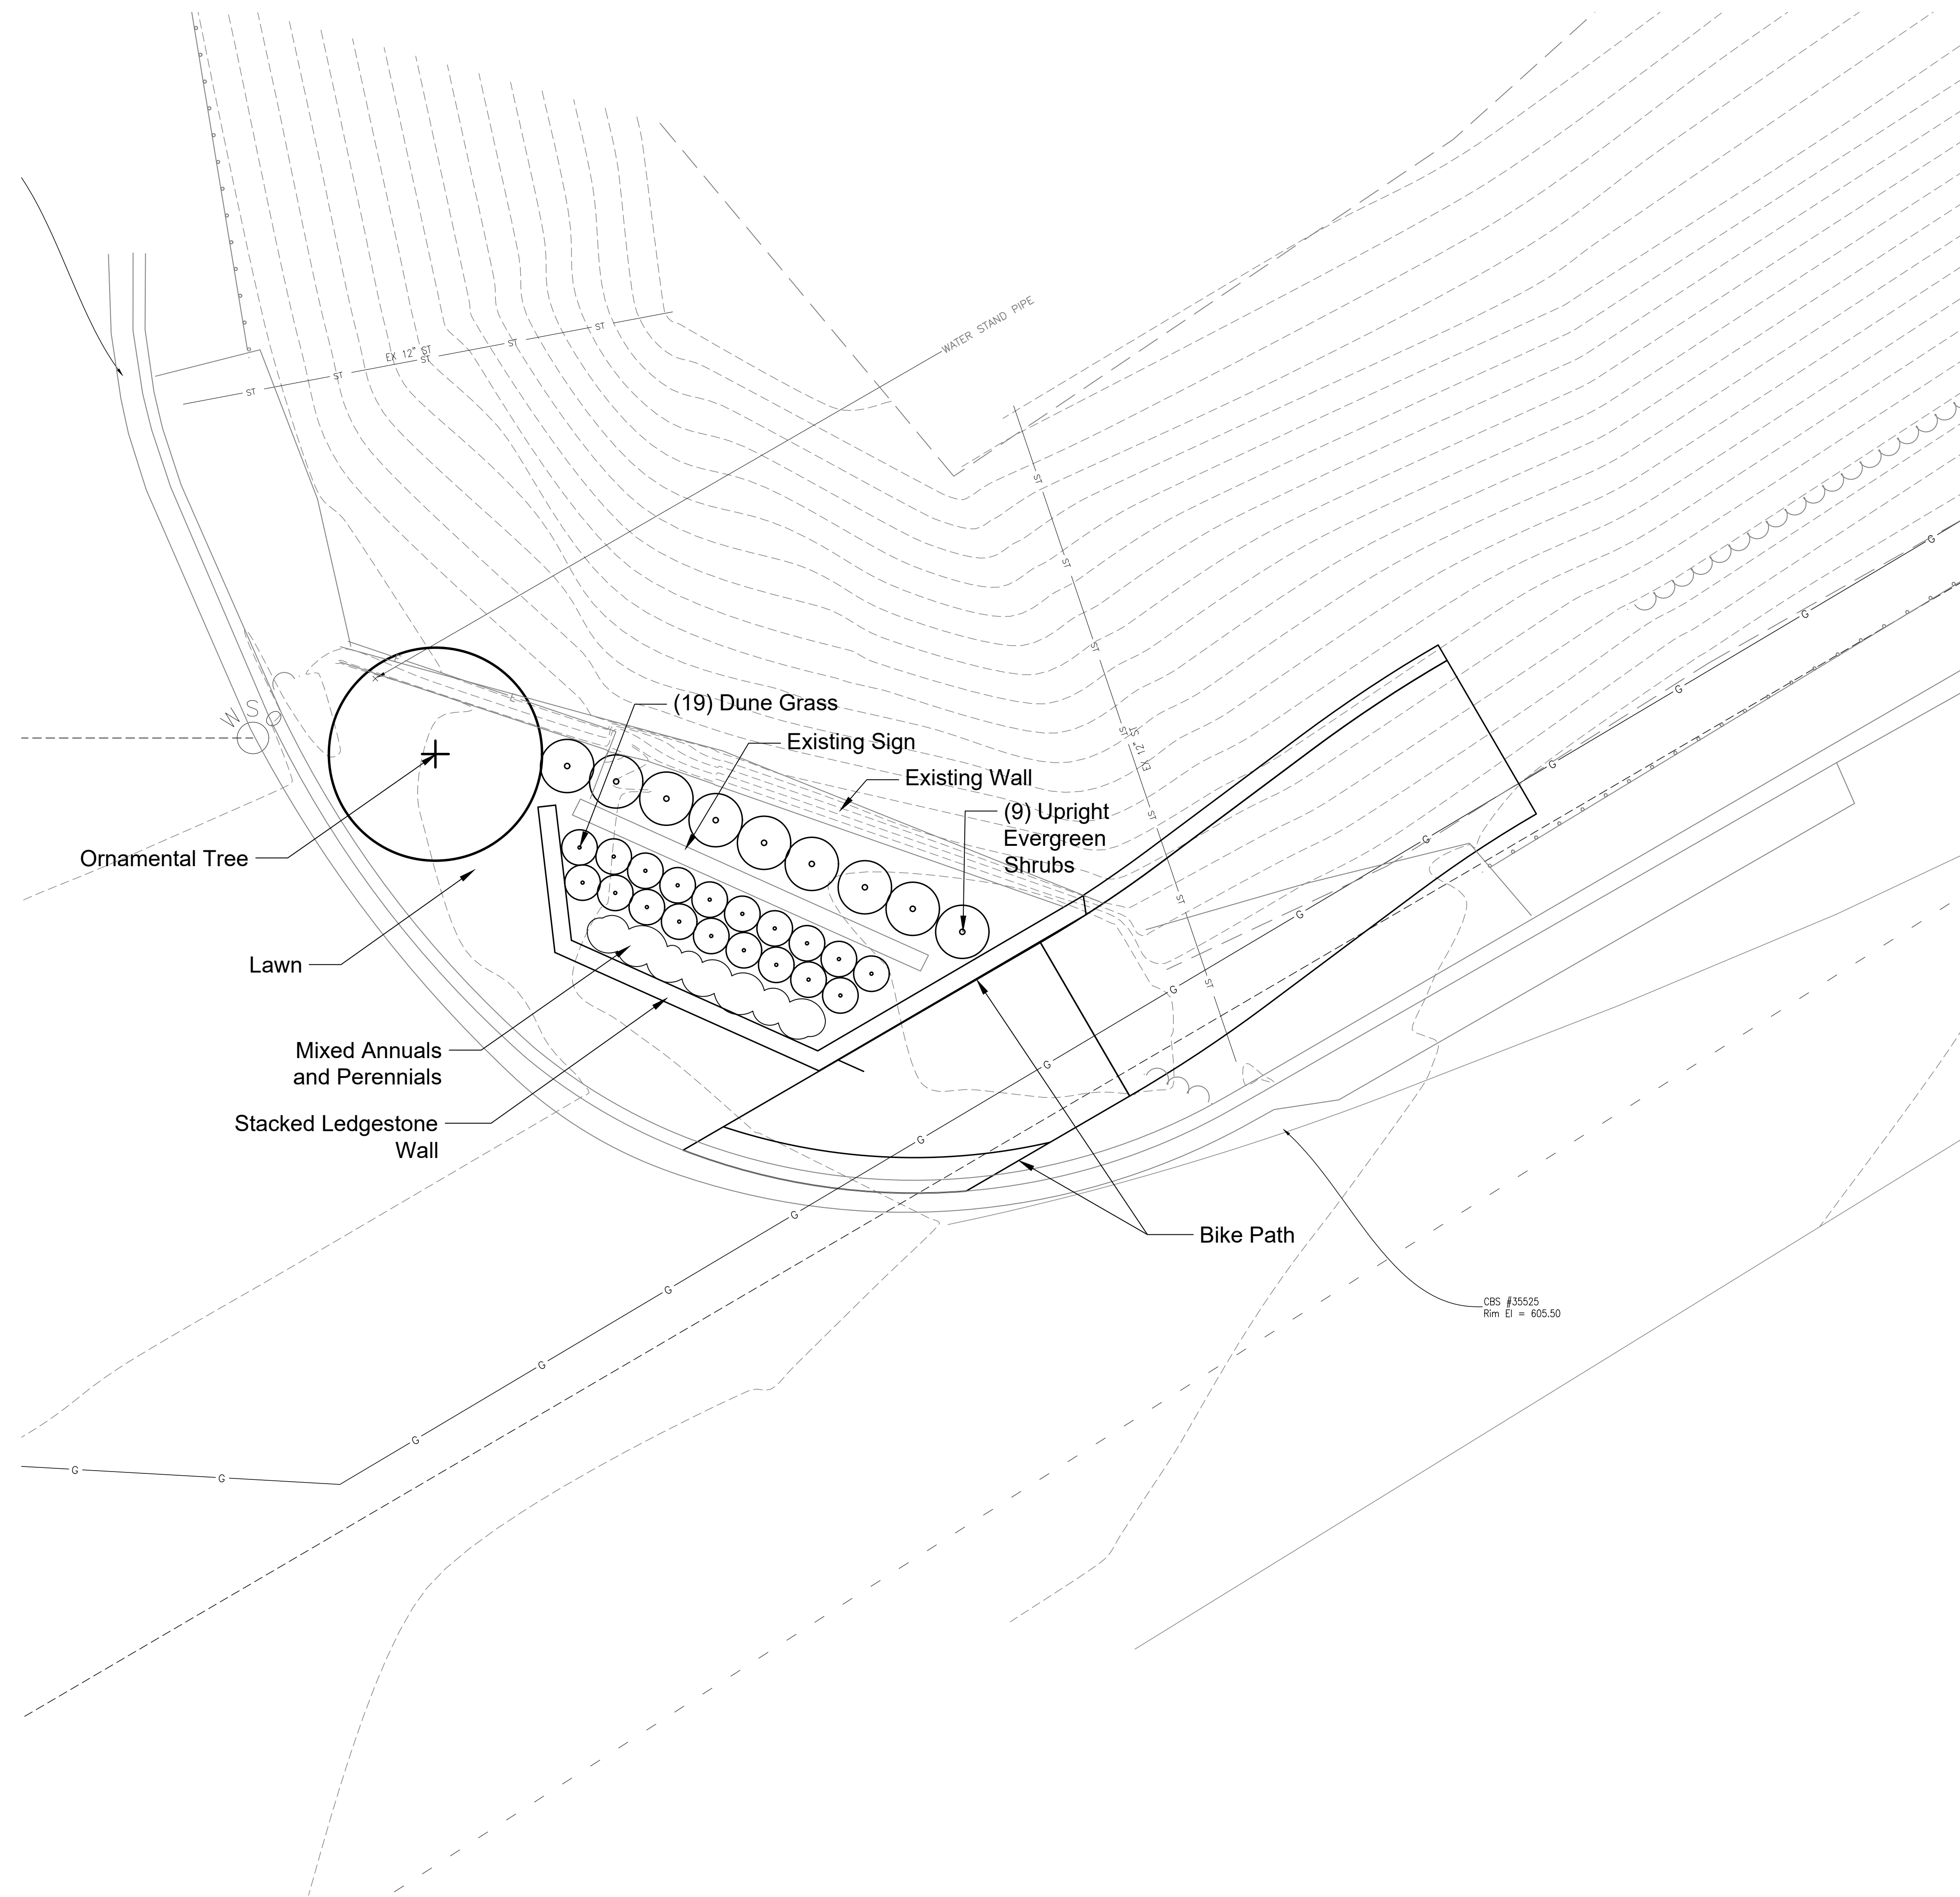 WATER STAND PIPE
ST
EX 12" ST
ST
ST
ST
ST
ST
ST
ST
ST
G
G
G
W
S
(19) Dune Grass
Existing Sign
Existing Wall
(9) Upright
Evergreen
Shrubs
EX 12" ST
ST
ST
ST
ST
G
G
G
G
Ornamental Tree
Lawn
Mixed Annuals
and Perennials
Stacked Ledgestone
Wall
G
G
G
Bike Path
CBS #35525
Rim El = 605.50
G
G
G
G
G